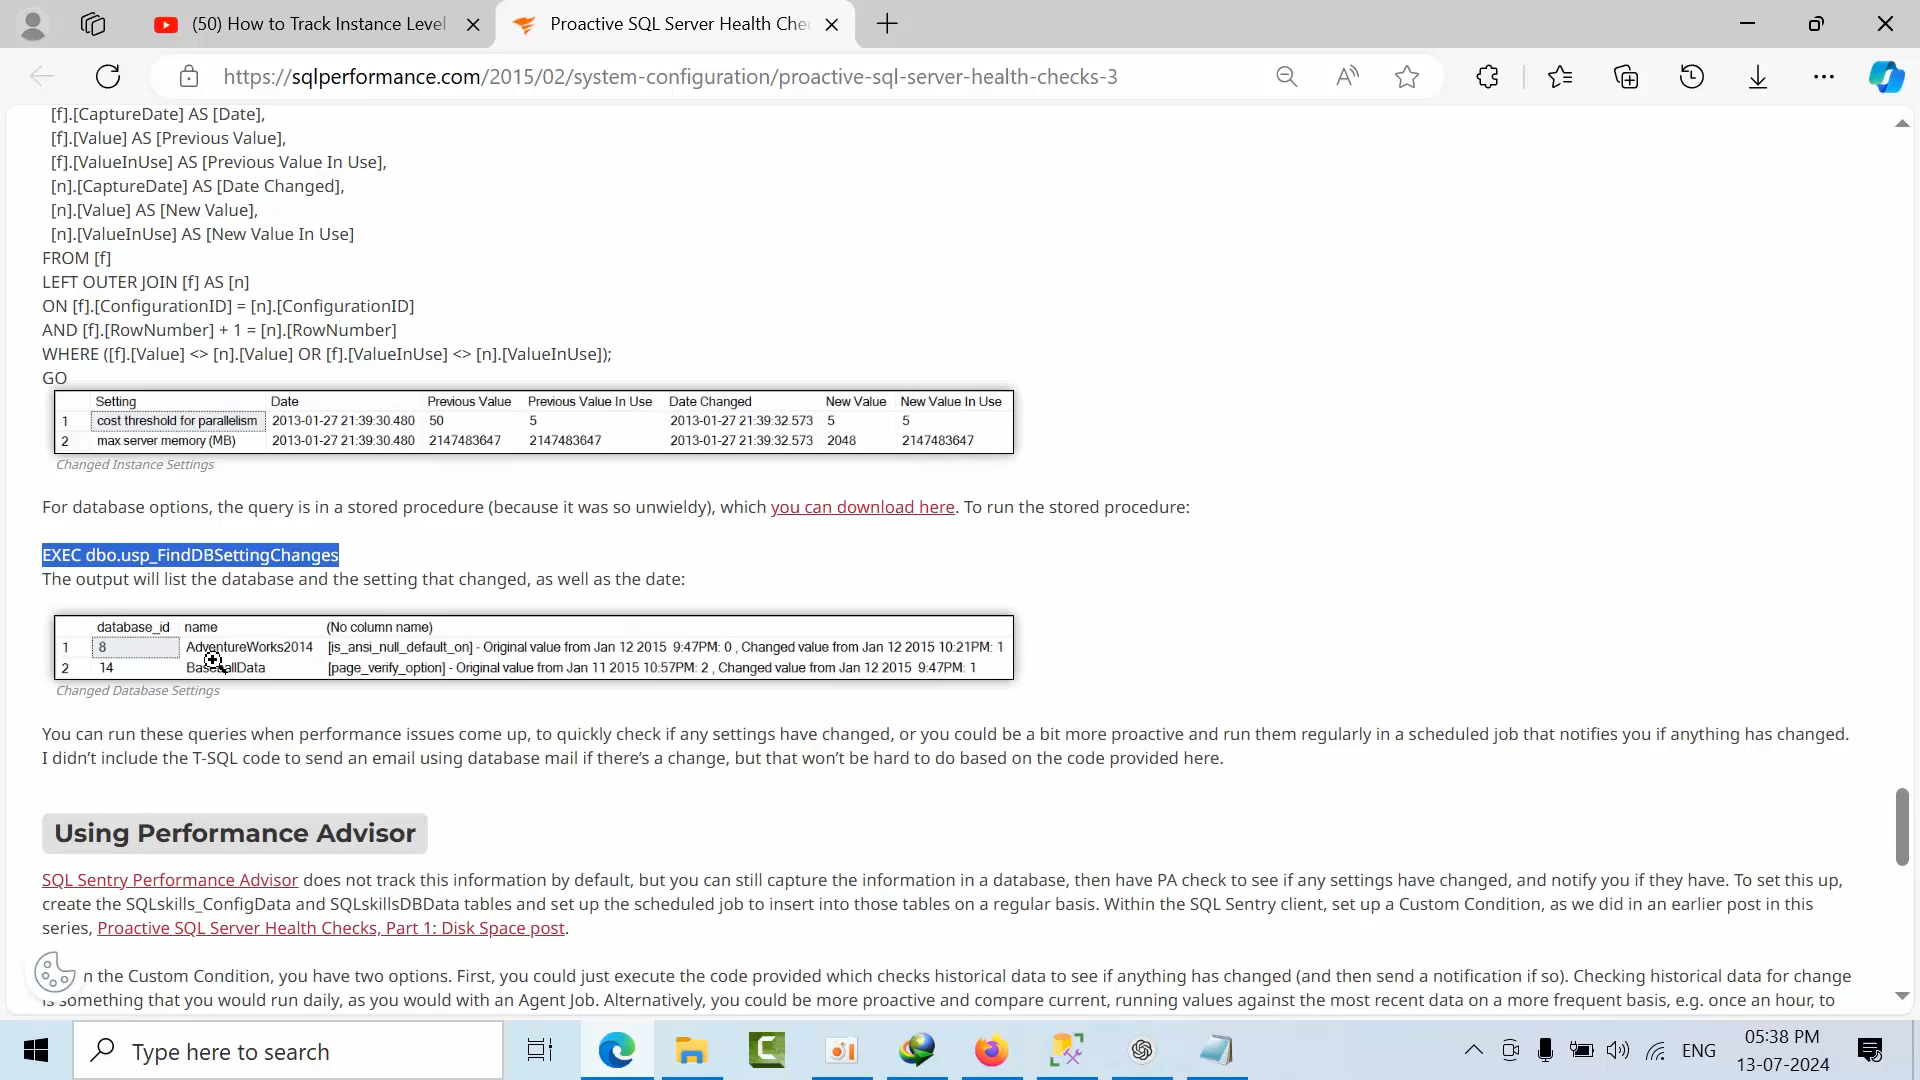 (50) How to Track Instance Level
Proactive SQL Server Health Che
https://sqlperformance.com/2015/02/system-configuration/proactive-sql-server-health-checks-3
[f].[CaptureDate] AS [Date],
[f].[Value] AS [Previous Value],
[f].[ValueInUse] AS [Previous Value In Use],
[n].[CaptureDate] AS [Date Changed],
[n].[Value] AS [New Value],
[n].[ValueInUse] AS [New Value In Use]
FROM [f]
LEFT OUTER JOIN [f] AS [n]
ON [f].[ConfigurationID] = [n].[ConfigurationID]
AND [f].[RowNumber] + 1 = [n].[RowNumber]
WHERE ([f].[Value] <> [n].[Value] OR [f].[ValueInUse] <> [n].[ValueInUse]);
GO
Setting Date Previous Value Previous Value In Use Date Changed New Value New Value In Use
1 cost threshold for parallelism 2013-01-27 21:39:30.480 50 5 2013-01-27 21:39:32.573 5 5
2 max server memory (MB) 2013-01-27 21:39:30.480 2147483647 2147483647 2013-01-27 21:39:32.573 2048 2147483647
Changed Instance Settings
For database options, the query is in a stored procedure (because it was so unwieldy), which you can download here. To run the stored procedure:
EXEC dbo.usp_FindDBSettingChanges
The output will list the database and the setting that changed, as well as the date:
database_id name (No column name)
1 8 AdventureWorks2014 [is_ansi_null_default_on] - Original value from Jan 12 2015 9:47PM: 0 , Changed value from Jan 12 2015 10:21PM: 1
2 14 BaseballData [page_verify_option] - Original value from Jan 11 2015 10:57PM: 2 , Changed value from Jan 12 2015 9:47PM: 1
Changed Database Settings
You can run these queries when performance issues come up, to quickly check if any settings have changed, or you could be a bit more proactive and run them regularly in a scheduled job that notifies you if anything has changed.
I didn't include the T-SQL code to send an email using database mail if there's a change, but that won't be hard to do based on the code provided here.
Using Performance Advisor
SQL Sentry Performance Advisor does not track this information by default, but you can still capture the information in a database, then have PA check to see if any settings have changed, and notify you if they have. To set this up,
create the SQLskills_ConfigData and SQLskillsDBData tables and set up the scheduled job to insert into those tables on a regular basis. Within the SQL Sentry client, set up a Custom Condition, as we did in an earlier post in this
series, Proactive SQL Server Health Checks, Part 1: Disk Space post.
n the Custom Condition, you have two options. First, you could just execute the code provided which checks historical data to see if anything has changed (and then send a notification if so). Checking historical data for change
is something that you would run daily, as you would with an Agent Job. Alternatively, you could be more proactive and compare current, running values against the most recent data on a more frequent basis, e.g. once an hour, to
Type here to search
ENG
05:38 PM
13-07-2024